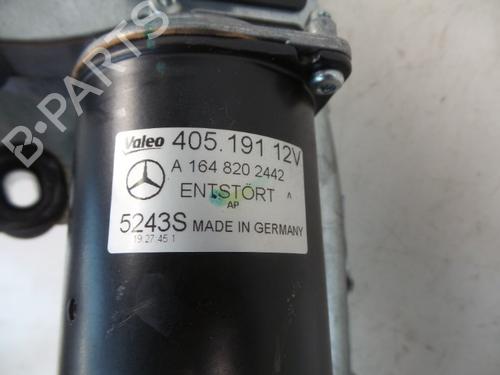 B-PARTS
Valeo 405.191 12V
A 164 820 2442
ENTSTÖRT ^
AP
5243S MADE IN GERMANY
19 27 45 1